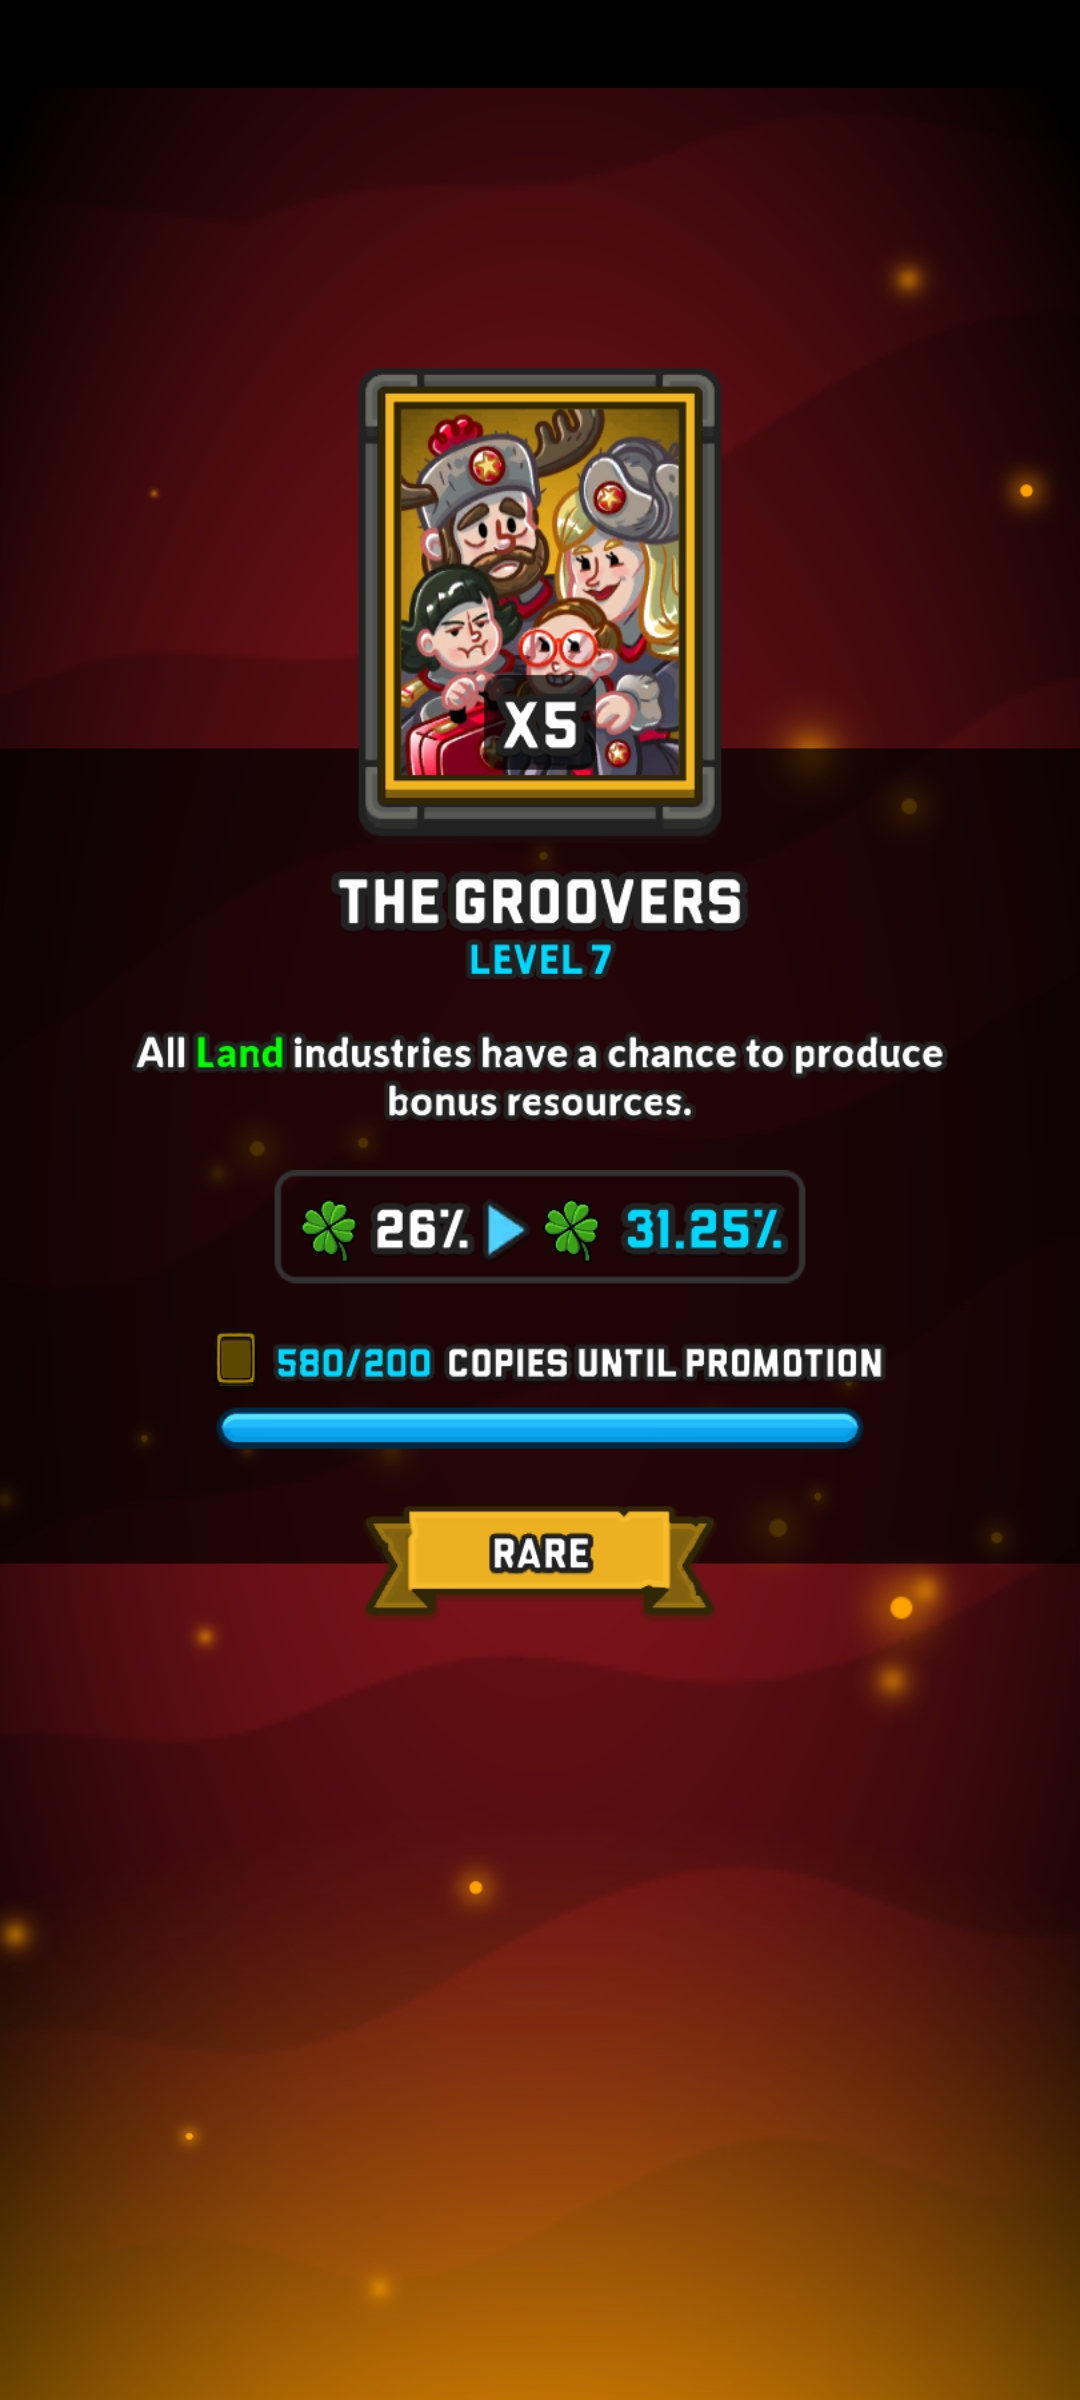 X5
THE GROOVERS
LEVEL 7
All Land industries have a chance to produce
bonus resources.
26% 31.25%
580/200 COPIES UNTIL PROMOTION
RARE